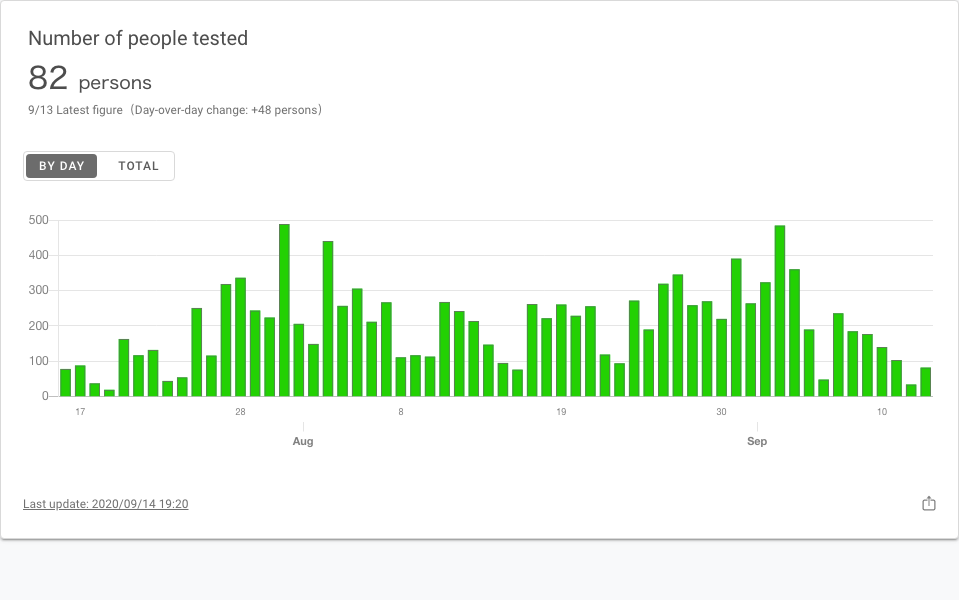 Number of people tested
82 persons
9/13 Latest figure（Day-over-day change: +48 persons）
BY DAY TOTAL
500
400
300
200
100
0
17 28 8 19 30 10
Aug Sep
Last update: 2020/09/14 19:20